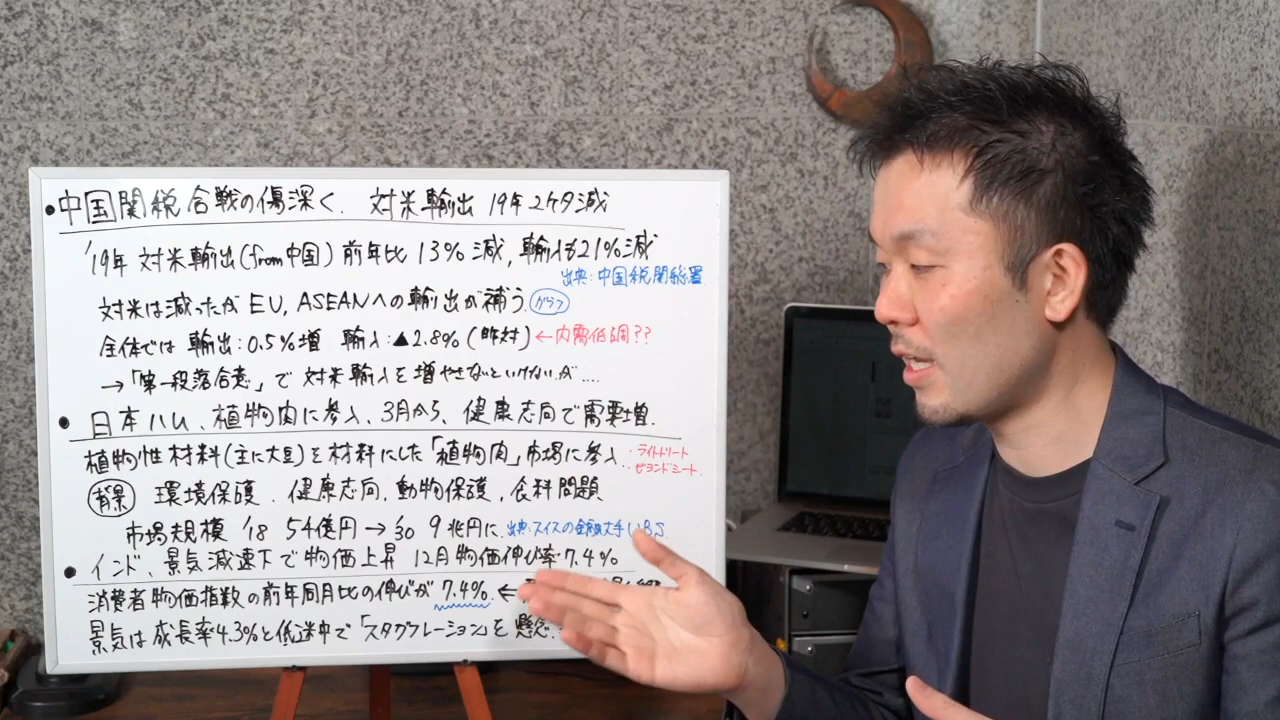 •中国関税合戦の傷深く. 対米輸出 19年2ケタ減
'19年 対米輸出(from中国) 前年比 13%減, 輸入も21%減
出典:中国税関総署
対米は減ったが EU, ASEANへの輸出が補う. グラフ
全体では 輸出:0.5%増 輸入:▲2.8% (昨対) ←内需低調??
→「第一段落合意」で 対米輸入を増やさないといけないが....
•日本ハム、植物肉に参入、3月から、健康志向で需要増.
植物性材料(主に大豆)を材料にした「植物肉」市場に参入
・ライトミート
・ビヨンドミート.
背景 環境保護. 健康志向, 動物保護, 食料問題
市場規模 '18 54億円→'30 9兆円に. 出典:スイスの金融大手UBS
•インド、景気減速下で物価上昇 12月物価伸び率7.4%
消費者物価指数の前年同月比の伸びが 7.4%. ←
景気は成長率4.3%と低迷中で「スタグフレーション」を懸念.